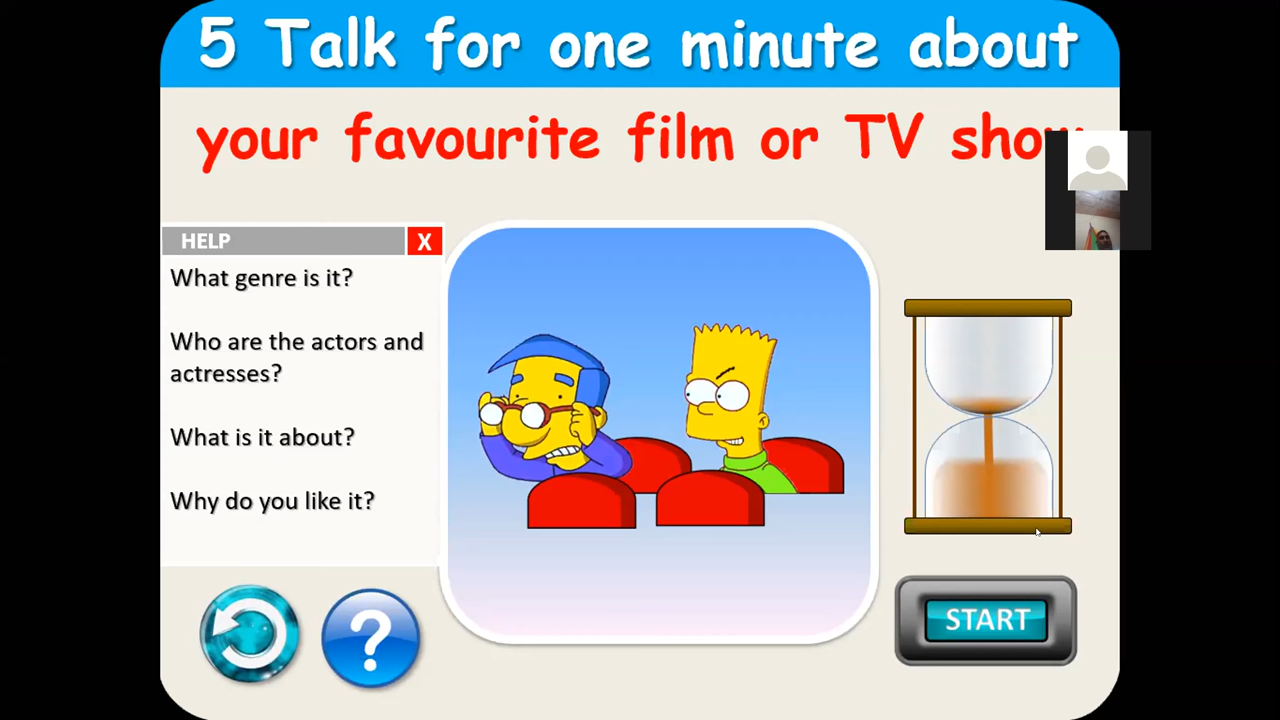 5 Talk for one minute about
your favourite film or TV show
HELP X
What genre is it?
Who are the actors and
actresses?
What is it about?
Why do you like it?
?
START